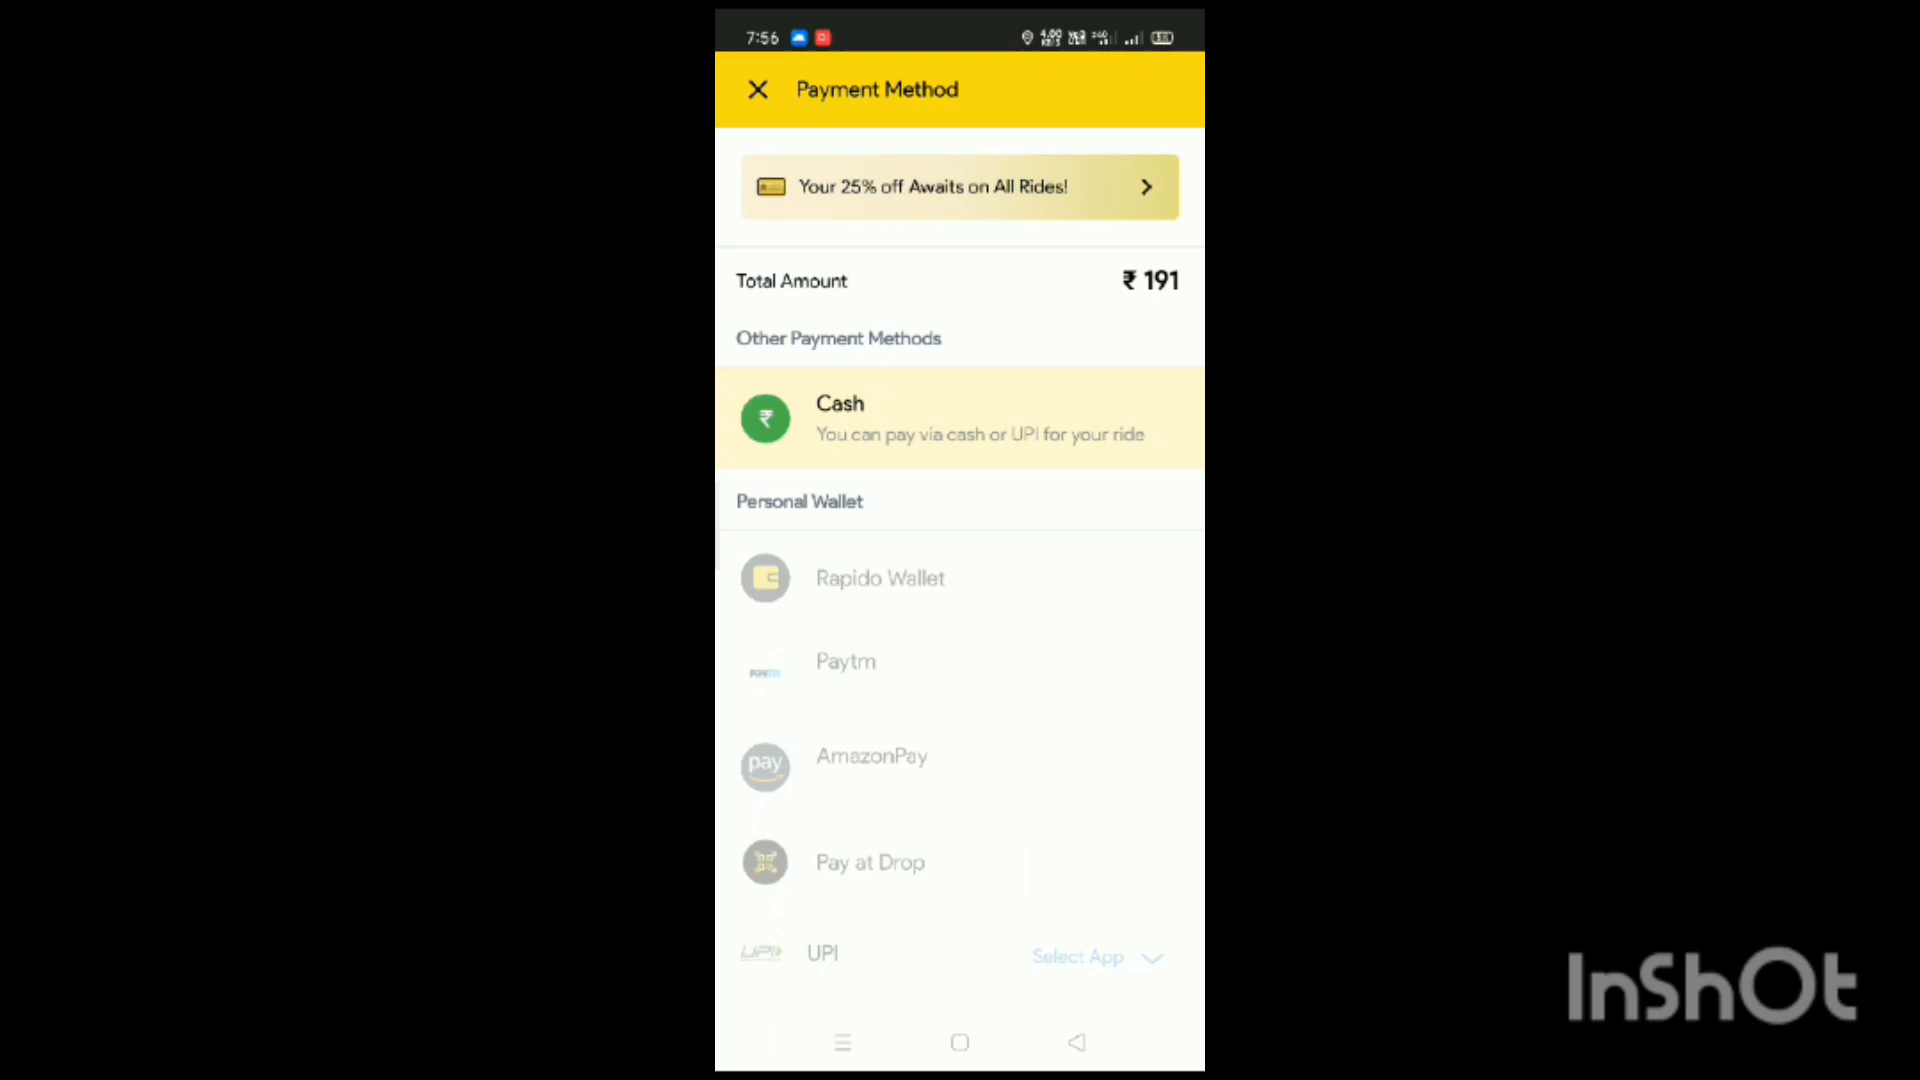 7:56
Payment Method
Your 25% off Awaits on All Rides!
Total Amount
₹ 191
Other Payment Methods
₹
Cash
You can pay via cash or UPI for your ride
Personal Wallet
Rapido Wallet
Paytm
pay
AmazonPay
Pay at Drop
UPI
UPI
Select App
InShOt